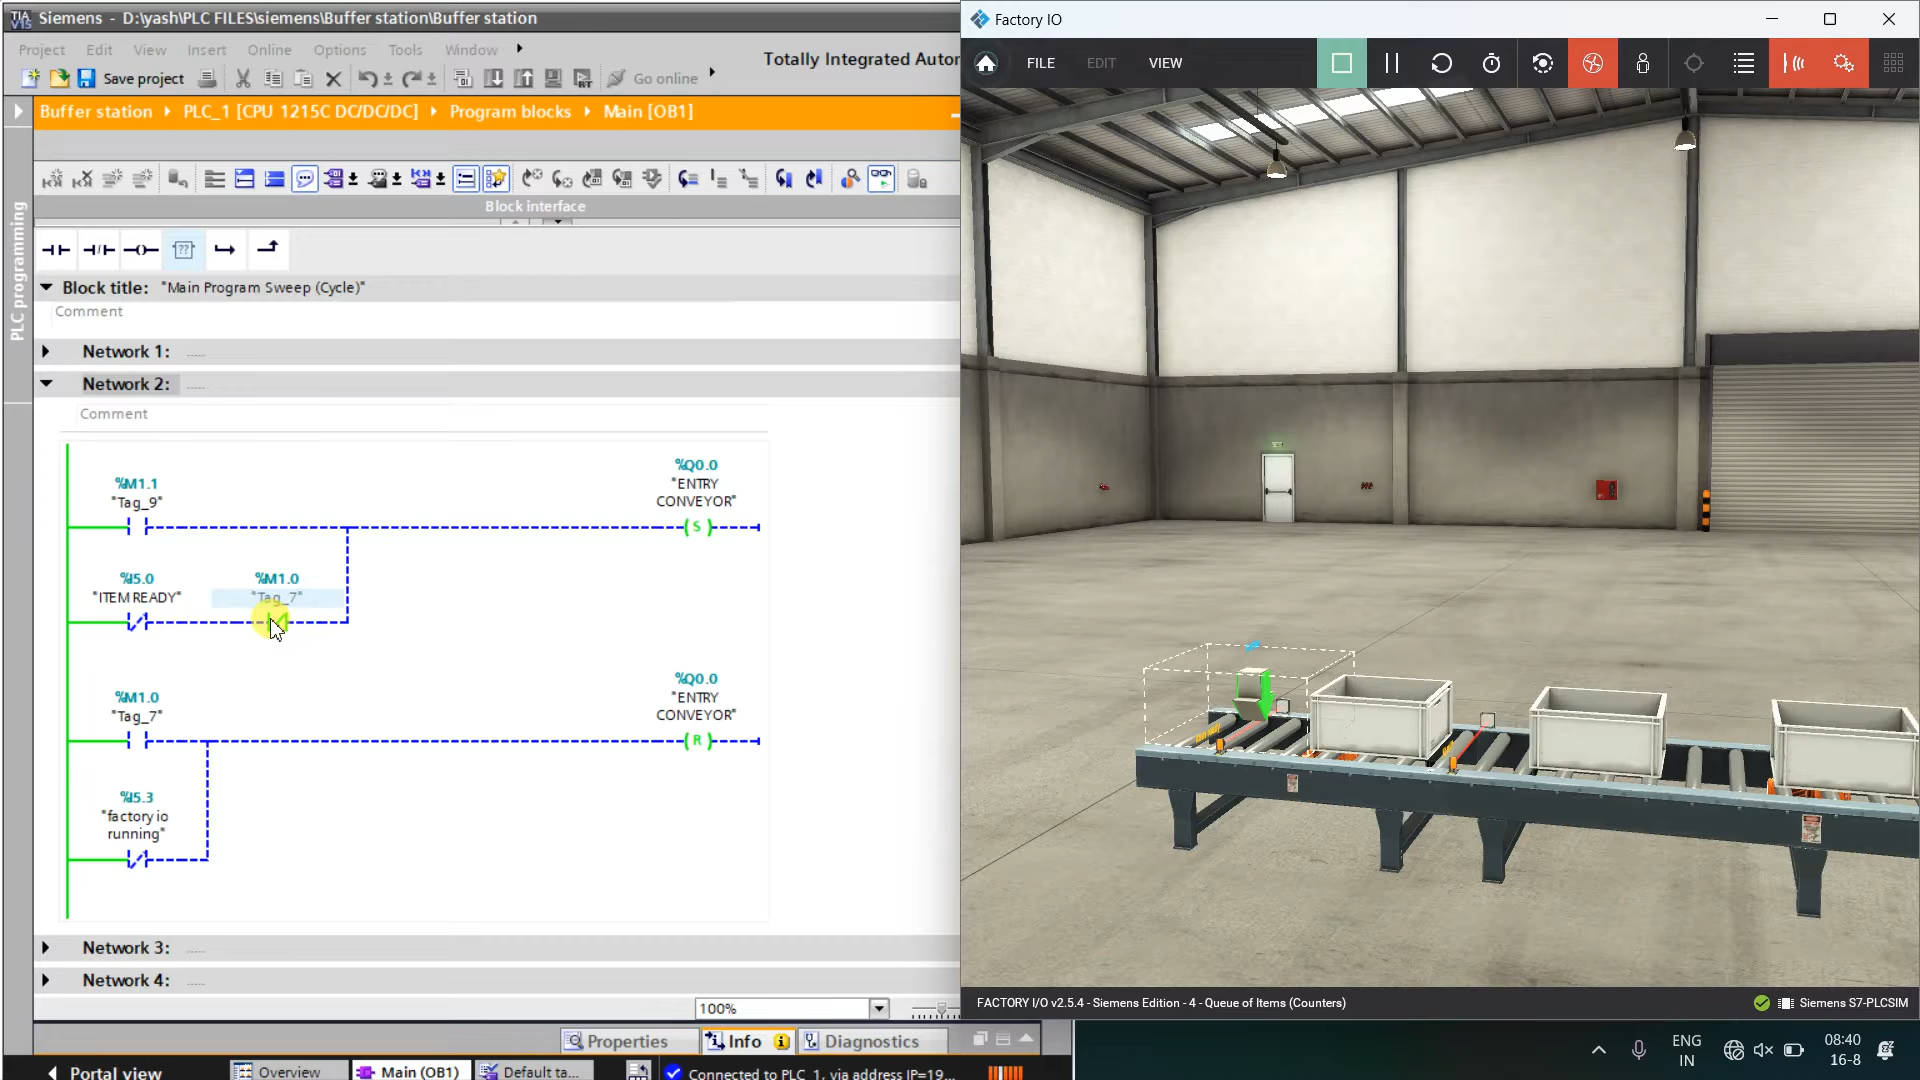 Siemens - D:\yash\PLC FILES\siemens\Buffer station\Buffer station
Project Edit View Insert Online Options Tools Window
Totally Integrated Autor
Save project
Go online
Buffer station PLC_1 [CPU 1215C DC/DC/DC] Program blocks Main [OB1]
Block interface
PLC programming
??
Block title: "Main Program Sweep (Cycle)"
Comment
Network 1: .....
Network 2: .....
Comment
%M1.1
"Tag_9"
%Q0.0
"ENTRY
CONVEYOR"
S
%I5.0
"ITEM READY"
%M1.0
"Tag_7"
%M1.0
"Tag_7"
%Q0.0
"ENTRY
CONVEYOR"
R
%I5.3
"factory io
running"
Network 3: .....
Network 4: .....
100%
Properties
Info
Diagnostics
Portal view
Overview
Main (OB1)
Default ta...
Connected to PLC_1, via address IP=19...
Factory IO
FILE EDIT VIEW
FACTORY I/O v2.5.4 - Siemens Edition - 4 - Queue of Items (Counters)
Siemens S7-PLCSIM
ENG
IN
08:40
16-8